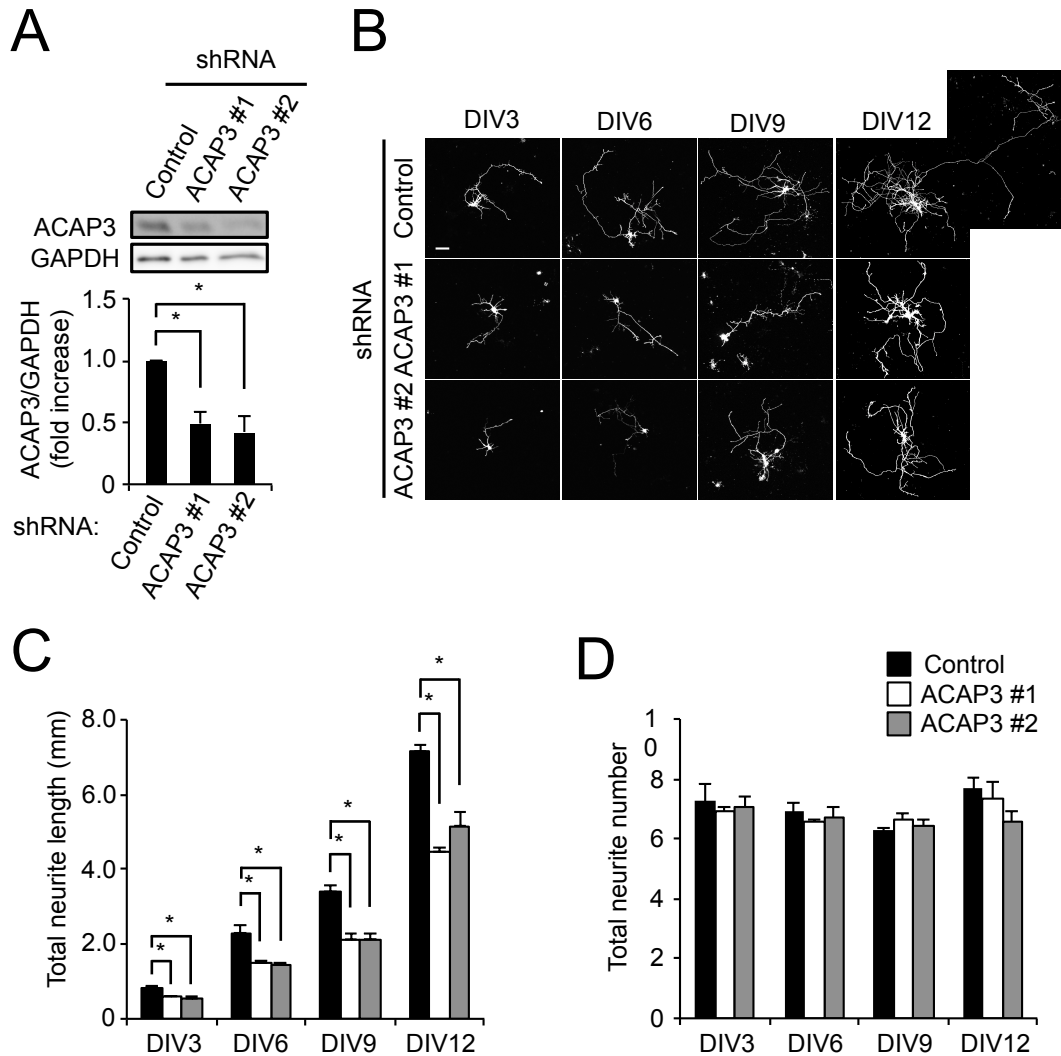 A
shRNA
Control
ACAP3 #1
ACAP3 #2
ACAP3
GAPDH
ACAP3/GAPDH
(fold increase)
1.5
1.0
0.5
0
*
*
shRNA:
Control
ACAP3 #1
ACAP3 #2
B
DIV3 DIV6 DIV9 DIV12
shRNA
Control
ACAP3 #1
ACAP3 #2
C
Total neurite length (mm)
8.0
6.0
4.0
2.0
0
*
*
*
*
*
*
*
*
DIV3 DIV6 DIV9 DIV12
D
Control
ACAP3 #1
ACAP3 #2
Total neurite number
1
0
8
6
4
2
0
DIV3 DIV6 DIV9 DIV12